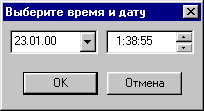 Выберите время и дату
23.01.00 1:38:55
OK Отмена